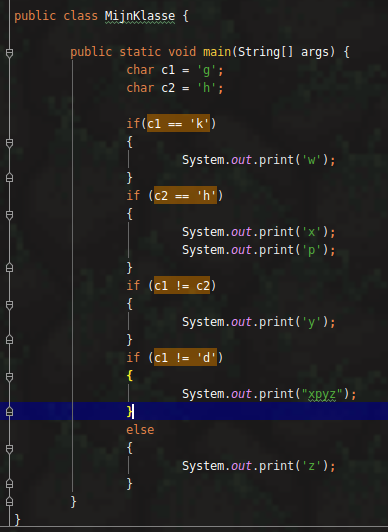 public class MijnKlasse {
public static void main(String[] args) {
char c1 = 'g';
char c2 = 'h';
if(c1 == 'k')
{
System.out.print('w');
}
if (c2 == 'h')
{
System.out.print('x');
System.out.print('p');
}
if (c1 != c2)
{
System.out.print('y');
}
if (c1 != 'd')
{
System.out.print("xpyz");
}
else
{
System.out.print('z');
}
}
}